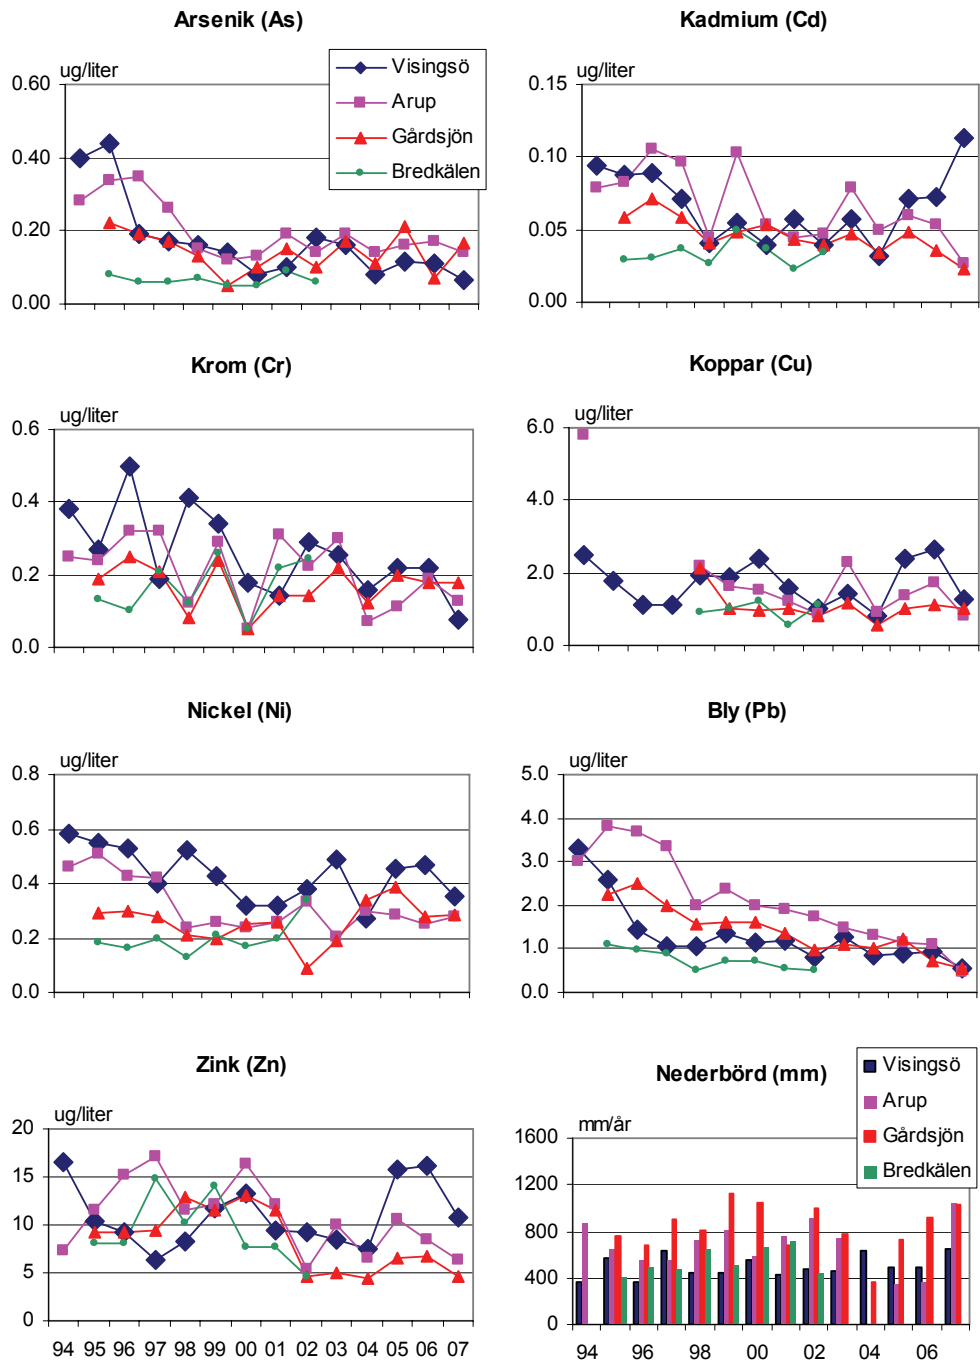 Arsenik (As)
ug/liter
0.60
0.40
0.20
0.00
Visingsö
Arup
Gårdsjön
Bredkälen
Kadmium (Cd)
ug/liter
0.15
0.10
0.05
0.00
Krom (Cr)
ug/liter
0.6
0.4
0.2
0.0
Koppar (Cu)
ug/liter
6.0
4.0
2.0
0.0
Nickel (Ni)
ug/liter
0.8
0.6
0.4
0.2
0.0
Bly (Pb)
ug/liter
5.0
4.0
3.0
2.0
1.0
0.0
Zink (Zn)
ug/liter
20
15
10
5
0
94 95 96 97 98 99 00 01 02 03 04 05 06 07
Nederbörd (mm)
mm/år
1600
1200
800
400
0
94 96 98 00 02 04 06
Visingsö
Arup
Gårdsjön
Bredkälen